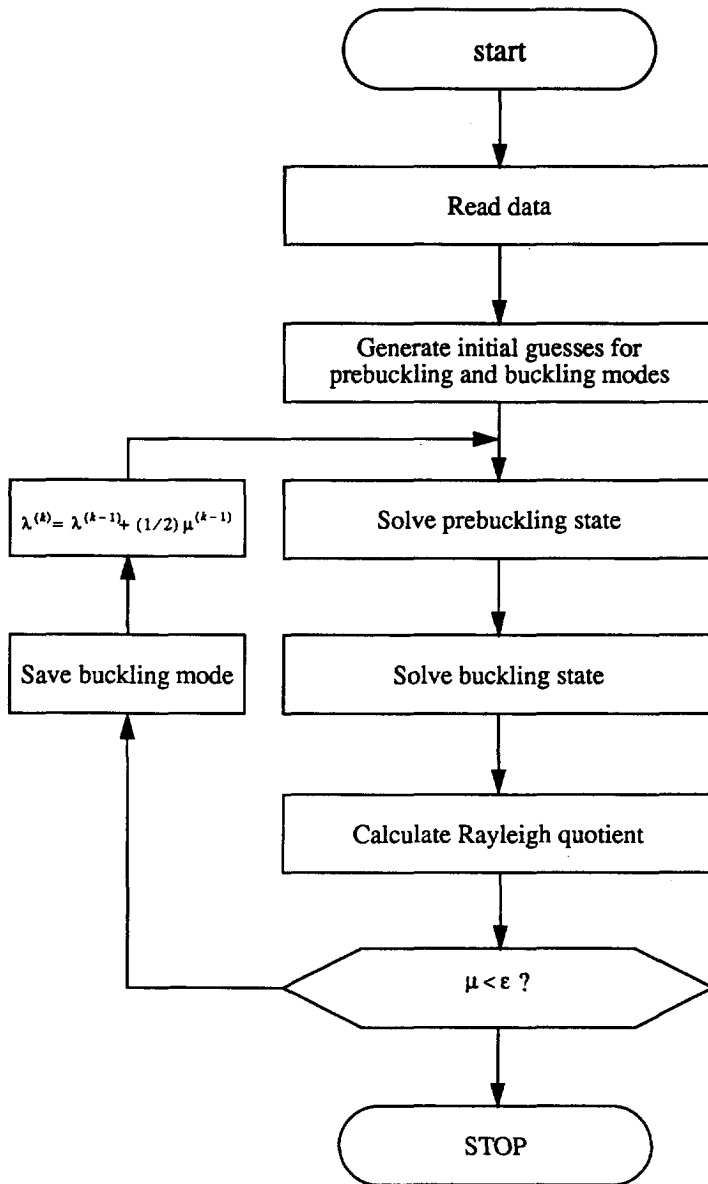 start
Read data
Generate initial guesses for
prebuckling and buckling modes
λ^(k) = λ^(k-1) + (1/2) μ^(k-1)
Solve prebuckling state
Save buckling mode
Solve buckling state
Calculate Rayleigh quotient
μ < ε ?
STOP